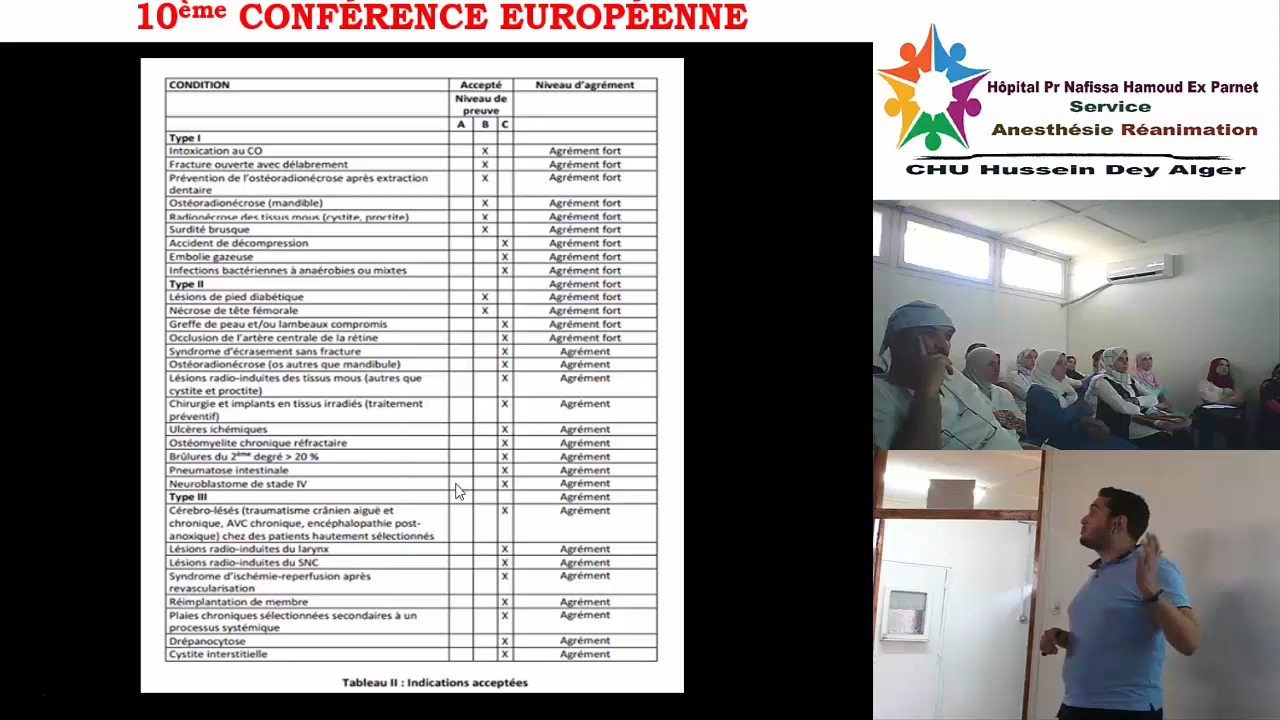 10ème CONFÉRENCE EUROPÉENNE
CONDITION Accepté Niveau d'agrément
Niveau de
preuve
A B C
Type I
Intoxication au CO X Agrément fort
Fracture ouverte avec délabrement X Agrément fort
Prévention de l'ostéoradionécrose après extraction X Agrément fort
dentaire
Ostéoradionécrose (mandible) X Agrément fort
Radionécrose des tissus mous (cystite, proctite) X Agrément fort
Surdité brusque X Agrément fort
Accident de décompression X Agrément fort
Embolie gazeuse X Agrément fort
Infections bactériennes à anaérobies ou mixtes X Agrément fort
Type II Agrément fort
Lésions de pied diabétique X Agrément fort
Nécrose de tête fémorale X Agrément fort
Greffe de peau et/ou lambeaux compromis X Agrément fort
Occlusion de l'artère centrale de la rétine X Agrément fort
Syndrome d'écrasement sans fracture X Agrément
Ostéoradionécrose (os autres que mandibule) X Agrément
Lésions radio-induites des tissus mous (autres que X Agrément
cystite et proctite)
Chirurgie et implants en tissus irradiés (traitement X Agrément
préventif)
Ulcères ichémiques X Agrément
Ostéomyelite chronique réfractaire X Agrément
Brûlures du 2ème degré > 20 % X Agrément
Pneumatose intestinale X Agrément
Neuroblastome de stade IV X Agrément
Type III Agrément
Cérebro-lésés (traumatisme crânien aiguë et X Agrément
chronique, AVC chronique, encéphalopathie post-
anoxique) chez des patients hautement sélectionnés
Lésions radio-induites du larynx X Agrément
Lésions radio-induites du SNC X Agrément
Syndrome d'ischémie-reperfusion après X Agrément
revascularisation
Réimplantation de membre X Agrément
Plaies chroniques sélectionnées secondaires à un X Agrément
processus systémique
Drépanocytose X Agrément
Cystite interstitielle X Agrément
Tableau II : Indications acceptées
Hôpital Pr Nafissa Hamoud Ex Parnet
Service
Anesthésie Réanimation
CHU Hussein Dey Alger